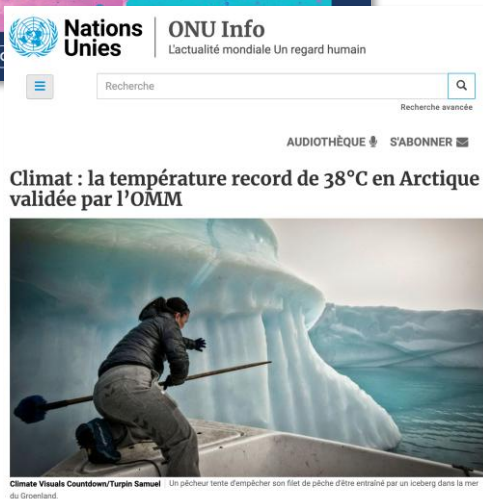 Nations
Unies
ONU Info
L'actualité mondiale Un regard humain
Recherche
Recherche avancée
AUDIOTHÈQUE
S'ABONNER
Climat : la température record de 38°C en Arctique
validée par l'OMM
Climate Visuals Countdown/Turpin Samuel | Un pêcheur tente d'empêcher son filet de pêche d'être entraîné par un iceberg dans la mer
du Groenland.